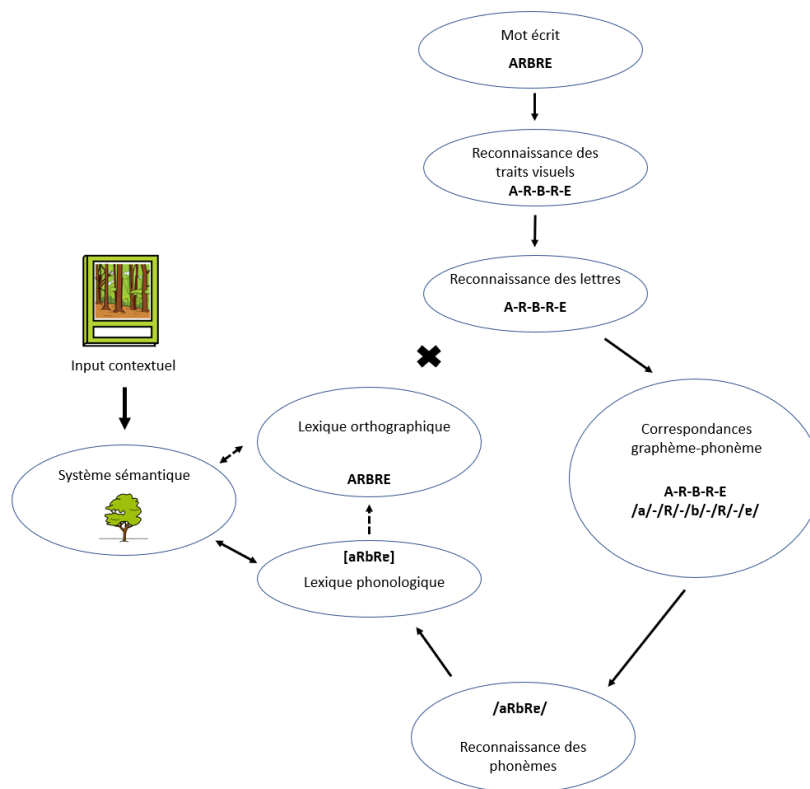 Mot écrit
ARBRE
Reconnaissance des
traits visuels
A-R-B-R-E
Reconnaissance des lettres
A-R-B-R-E
Input contextuel
Correspondances
graphème-phonème
A-R-B-R-E
/a/-/R/-/b/-/R/-/ɐ/
Lexique orthographique
ARBRE
Système sémantique
[aRbRɐ]
Lexique phonologique
/aRbRɐ/
Reconnaissance des
phonèmes